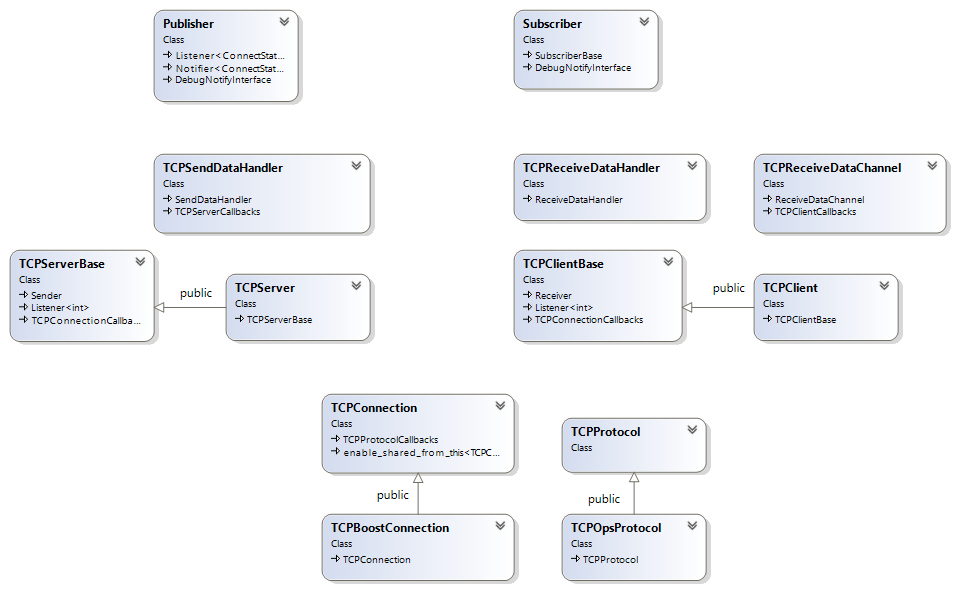 Publisher
Class
Listener<ConnectStat...
Notifier<ConnectStat...
DebugNotifyInterface
Subscriber
Class
SubscriberBase
DebugNotifyInterface
TCPSendDataHandler
Class
SendDataHandler
TCPServerCallbacks
TCPReceiveDataHandler
Class
ReceiveDataHandler
TCPReceiveDataChannel
Class
ReceiveDataChannel
TCPClientCallbacks
TCPServerBase
Class
Sender
Listener<int>
TCPConnectionCallba...
public
TCPServer
Class
TCPServerBase
TCPClientBase
Class
Receiver
Listener<int>
TCPConnectionCallbacks
public
TCPClient
Class
TCPClientBase
TCPConnection
Class
TCPProtocolCallbacks
enable_shared_from_this<TCPC...
TCPProtocol
Class
public
public
TCPBoostConnection
Class
TCPConnection
TCPOpsProtocol
Class
TCPProtocol